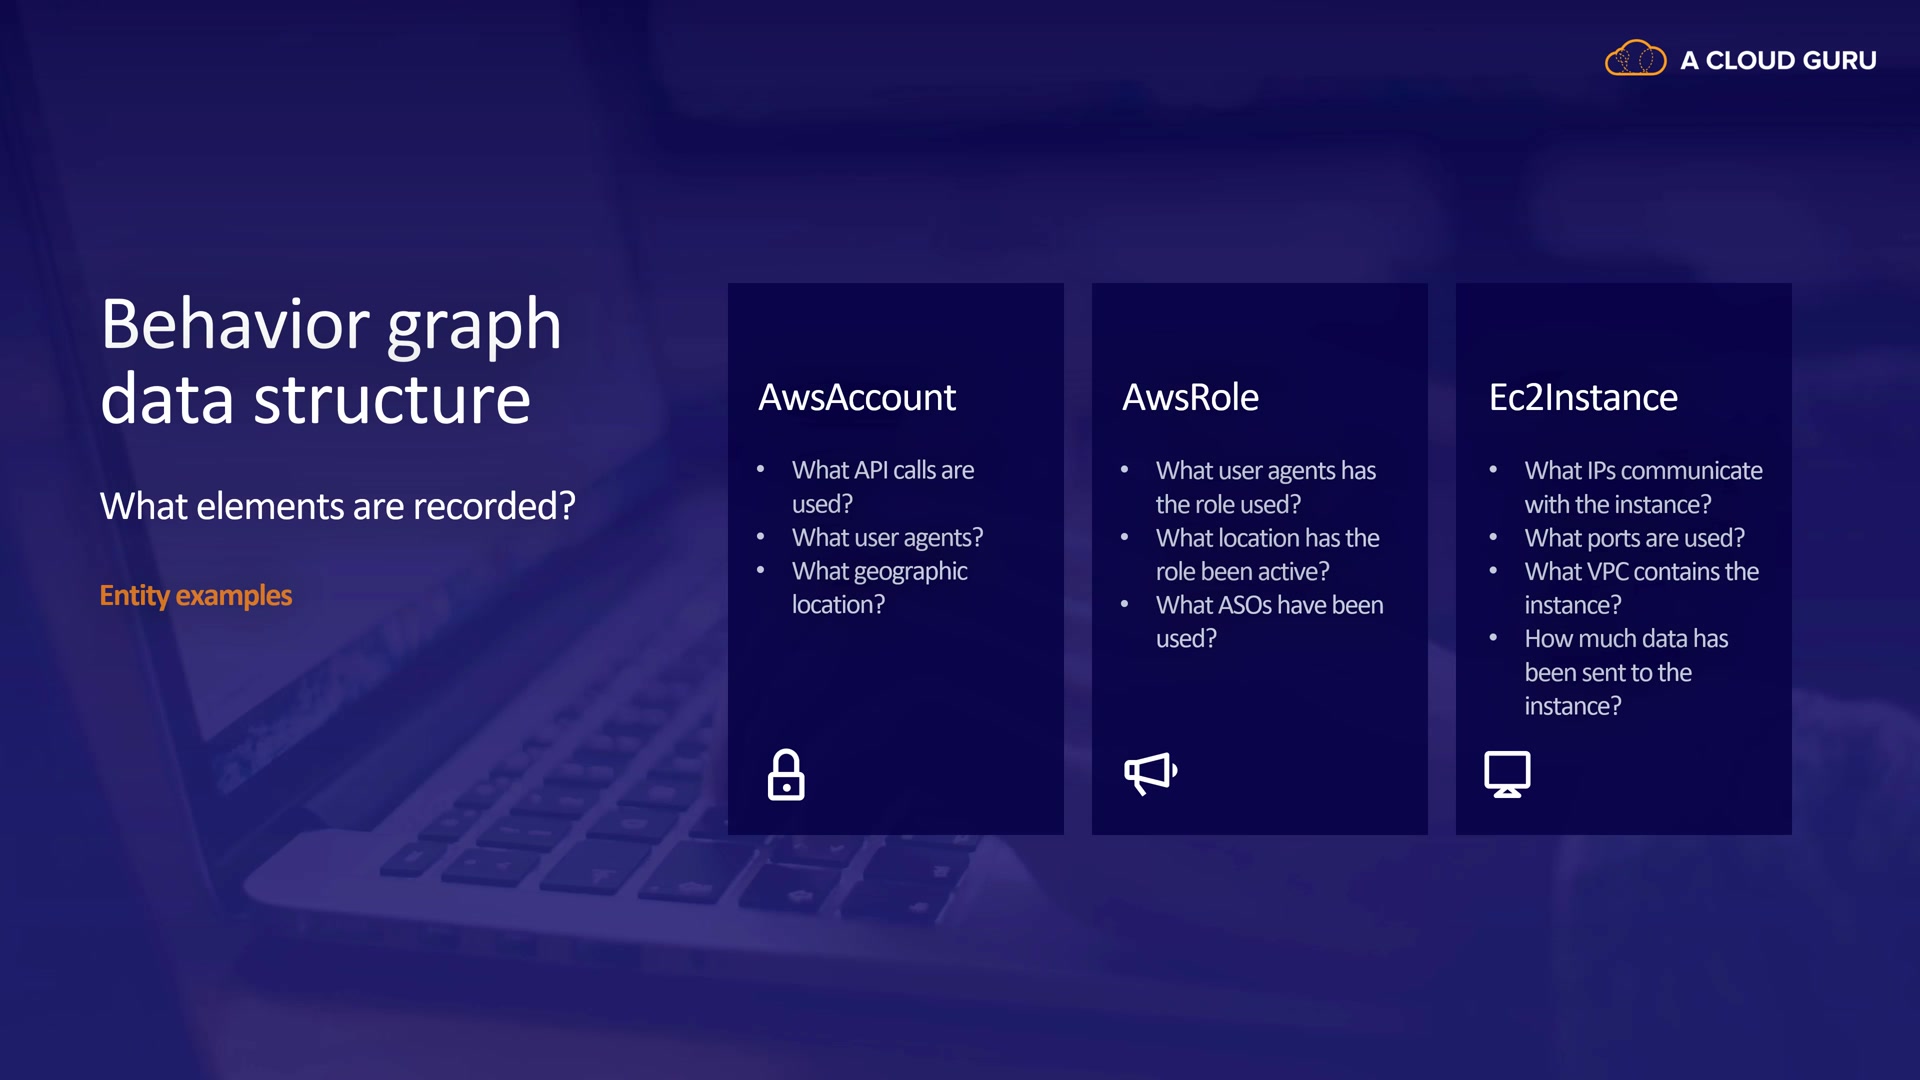 A CLOUD GURU
Behavior graph
data structure
What elements are recorded?
Entity examples
AwsAccount
• What API calls are
used?
• What user agents?
• What geographic
location?
AwsRole
• What user agents has
the role used?
• What location has the
role been active?
• What ASOs have been
used?
Ec2Instance
• What IPs communicate
with the instance?
• What ports are used?
• What VPC contains the
instance?
• How much data has
been sent to the
instance?